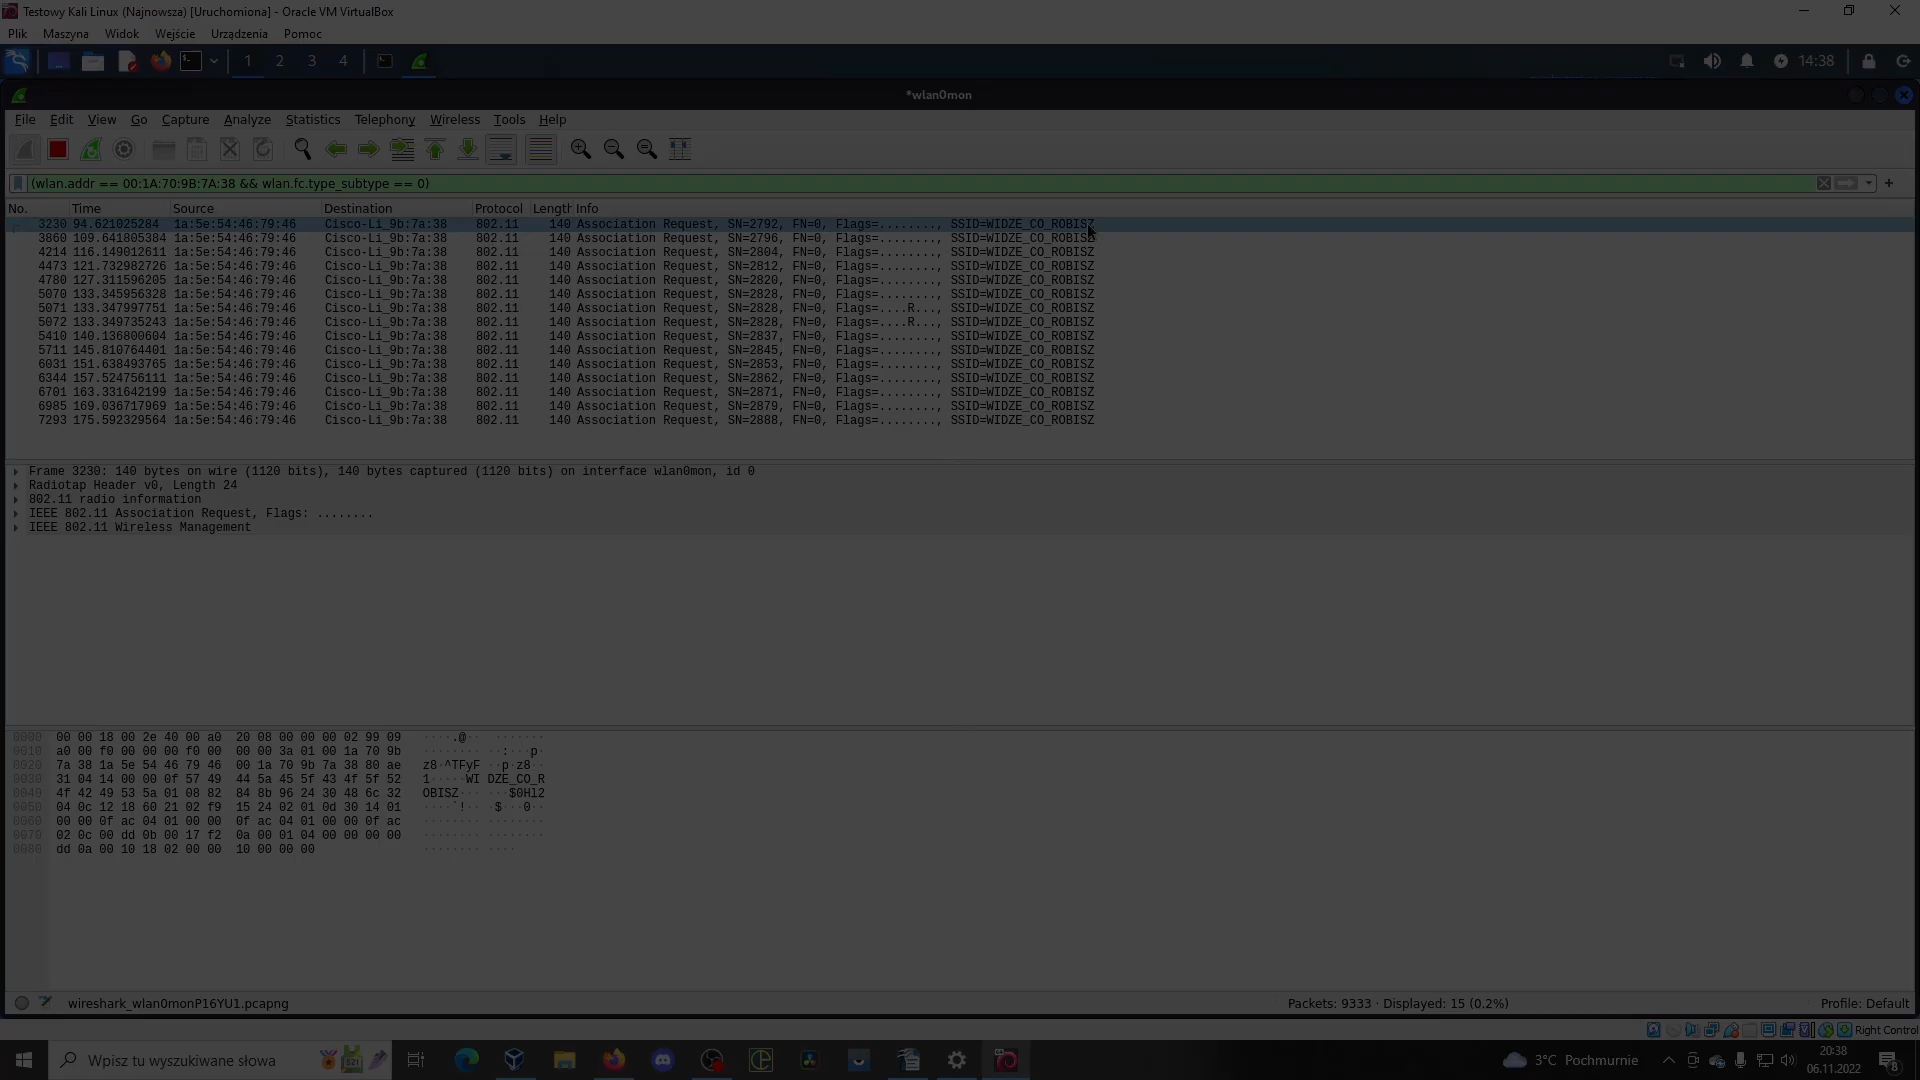 Testowy Kali Linux (Najnowsza) [Uruchomiona] - Oracle VM VirtualBox
Plik Maszyna Widok Wejście Urządzenia Pomoc
1 2 3 4 14:38
*wlan0mon
File Edit View Go Capture Analyze Statistics Telephony Wireless Tools Help
(wlan.addr == 00:1A:70:9B:7A:38 && wlan.fc.type_subtype == 0)
No. Time Source Destination Protocol Length Info
3230 94.621025284 1a:5e:54:46:79:46 Cisco-Li_9b:7a:38 802.11 140 Association Request, SN=2792, FN=0, Flags=........, SSID=WIDZE_CO_ROBISZ
3860 109.641805384 1a:5e:54:46:79:46 Cisco-Li_9b:7a:38 802.11 140 Association Request, SN=2796, FN=0, Flags=........, SSID=WIDZE_CO_ROBISZ
4214 116.149012611 1a:5e:54:46:79:46 Cisco-Li_9b:7a:38 802.11 140 Association Request, SN=2804, FN=0, Flags=........, SSID=WIDZE_CO_ROBISZ
4473 121.732982726 1a:5e:54:46:79:46 Cisco-Li_9b:7a:38 802.11 140 Association Request, SN=2812, FN=0, Flags=........, SSID=WIDZE_CO_ROBISZ
4780 127.311596205 1a:5e:54:46:79:46 Cisco-Li_9b:7a:38 802.11 140 Association Request, SN=2820, FN=0, Flags=........, SSID=WIDZE_CO_ROBISZ
5070 133.345956328 1a:5e:54:46:79:46 Cisco-Li_9b:7a:38 802.11 140 Association Request, SN=2828, FN=0, Flags=........, SSID=WIDZE_CO_ROBISZ
5071 133.347997751 1a:5e:54:46:79:46 Cisco-Li_9b:7a:38 802.11 140 Association Request, SN=2828, FN=0, Flags=....R..., SSID=WIDZE_CO_ROBISZ
5072 133.349735243 1a:5e:54:46:79:46 Cisco-Li_9b:7a:38 802.11 140 Association Request, SN=2828, FN=0, Flags=....R..., SSID=WIDZE_CO_ROBISZ
5410 140.136800604 1a:5e:54:46:79:46 Cisco-Li_9b:7a:38 802.11 140 Association Request, SN=2837, FN=0, Flags=........, SSID=WIDZE_CO_ROBISZ
5711 145.810764401 1a:5e:54:46:79:46 Cisco-Li_9b:7a:38 802.11 140 Association Request, SN=2845, FN=0, Flags=........, SSID=WIDZE_CO_ROBISZ
6031 151.638493765 1a:5e:54:46:79:46 Cisco-Li_9b:7a:38 802.11 140 Association Request, SN=2853, FN=0, Flags=........, SSID=WIDZE_CO_ROBISZ
6344 157.524756111 1a:5e:54:46:79:46 Cisco-Li_9b:7a:38 802.11 140 Association Request, SN=2862, FN=0, Flags=........, SSID=WIDZE_CO_ROBISZ
6701 163.331642199 1a:5e:54:46:79:46 Cisco-Li_9b:7a:38 802.11 140 Association Request, SN=2871, FN=0, Flags=........, SSID=WIDZE_CO_ROBISZ
6985 169.036717969 1a:5e:54:46:79:46 Cisco-Li_9b:7a:38 802.11 140 Association Request, SN=2879, FN=0, Flags=........, SSID=WIDZE_CO_ROBISZ
7293 175.592329564 1a:5e:54:46:79:46 Cisco-Li_9b:7a:38 802.11 140 Association Request, SN=2888, FN=0, Flags=........, SSID=WIDZE_CO_ROBISZ
Frame 3230: 140 bytes on wire (1120 bits), 140 bytes captured (1120 bits) on interface wlan0mon, id 0
Radiotap Header v0, Length 24
802.11 radio information
IEEE 802.11 Association Request, Flags: ........
IEEE 802.11 Wireless Management
0000 00 00 18 00 2e 40 00 a0 20 08 00 00 00 02 99 09 ·····.@·· ·······
0010 a0 00 f0 00 00 00 f0 00 00 00 3a 01 00 1a 70 9b ········ ··:···p·
0020 7a 38 1a 5e 54 46 79 46 00 1a 70 9b 7a 38 80 ae z8·^TFyF ··p·z8··
0030 31 04 14 00 00 0f 57 49 44 5a 45 5f 43 4f 5f 52 1·····WI DZE_CO_R
0040 4f 42 49 53 5a 01 08 82 84 8b 96 24 30 48 6c 32 OBISZ··· ···$0Hl2
0050 04 0c 12 18 60 21 02 f9 15 24 02 01 0d 30 14 01 ····`!·· ·$···0··
0060 00 00 0f ac 04 01 00 00 0f ac 04 01 00 00 0f ac ········ ········
0070 02 0c 00 dd 0b 00 17 f2 0a 00 01 04 00 00 00 00 ········ ········
0080 dd 0a 00 10 18 02 00 00 10 00 00 00 ········ ····
wireshark_wlan0monP16YU1.pcapng Packets: 9333 · Displayed: 15 (0.2%) Profile: Default
Right Control
Wpisz tu wyszukiwane słowa 3°C Pochmurnie 20:38
06.11.2022
8